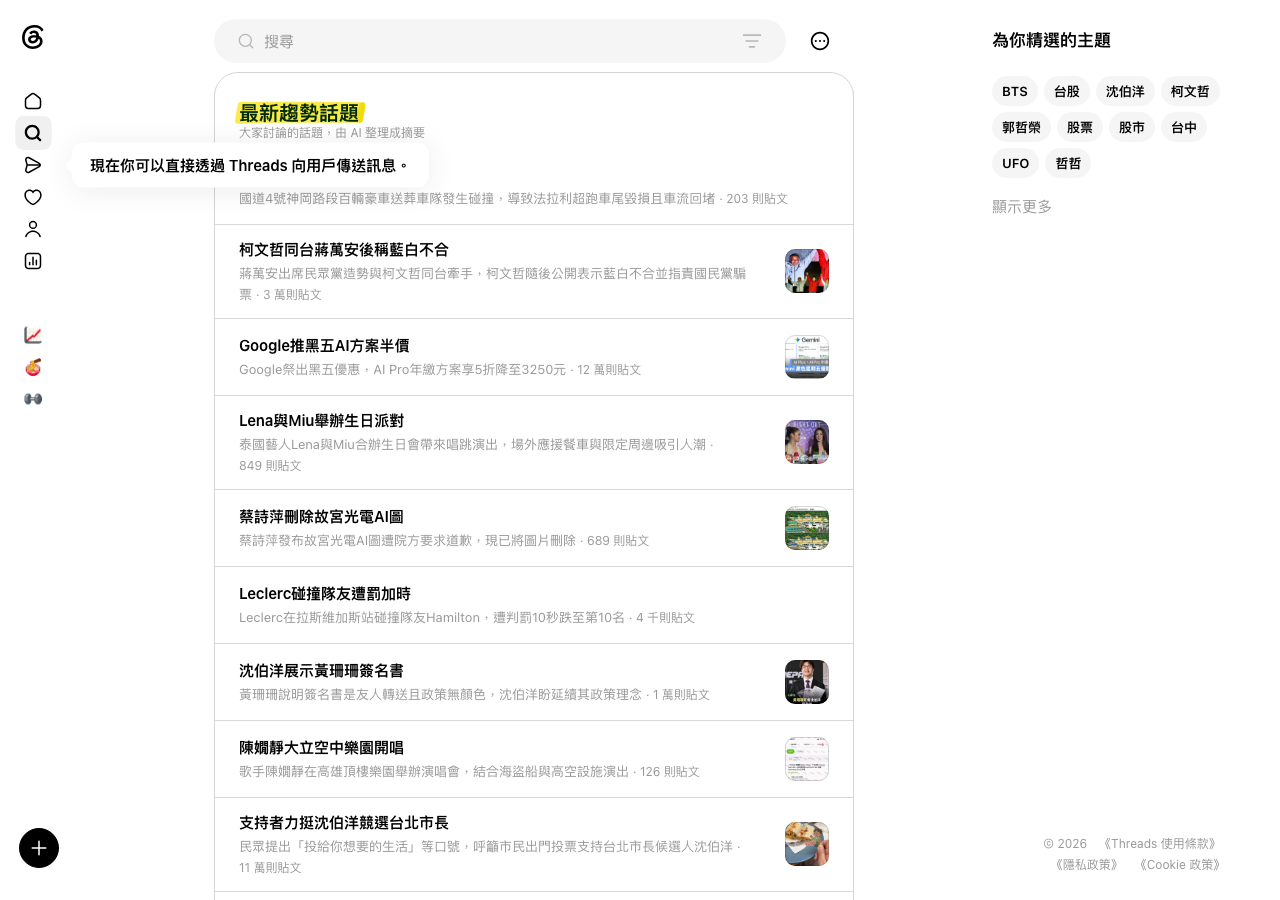 搜尋
最新趨勢話題
大家討論的話題，由 AI 整理成摘要
現在你可以直接透過 Threads 向用戶傳送訊息。
國道4號神岡路段百輛豪車送葬車隊發生碰撞，導致法拉利超跑車尾毀損且車流回堵 · 203 則貼文
柯文哲同台蔣萬安後稱藍白不合
蔣萬安出席民眾黨造勢與柯文哲同台牽手，柯文哲隨後公開表示藍白不合並指責國民黨騙
票 · 3 萬則貼文
Google推黑五AI方案半價
Google祭出黑五優惠，AI Pro年繳方案享5折降至3250元 · 12 萬則貼文
Lena與Miu舉辦生日派對
泰國藝人Lena與Miu合辦生日會帶來唱跳演出，場外應援餐車與限定周邊吸引人潮 ·
849 則貼文
蔡詩萍刪除故宮光電AI圖
蔡詩萍發布故宮光電AI圖遭院方要求道歉，現已將圖片刪除 · 689 則貼文
Leclerc碰撞隊友遭罰加時
Leclerc在拉斯維加斯站碰撞隊友Hamilton，遭判罰10秒跌至第10名 · 4 千則貼文
沈伯洋展示黃珊珊簽名書
黃珊珊說明簽名書是友人轉送且政策無顏色，沈伯洋盼延續其政策理念 · 1 萬則貼文
陳嫺靜大立空中樂園開唱
歌手陳嫺靜在高雄頂樓樂園舉辦演唱會，結合海盜船與高空設施演出 · 126 則貼文
支持者力挺沈伯洋競選台北市長
民眾提出「投給你想要的生活」等口號，呼籲市民出門投票支持台北市長候選人沈伯洋 ·
11 萬則貼文
為你精選的主題
BTS 台股 沈伯洋 柯文哲
郭哲榮 股票 股市 台中
UFO 哲哲
顯示更多
© 2026 《Threads 使用條款》
《隱私政策》 《Cookie 政策》
Gemini